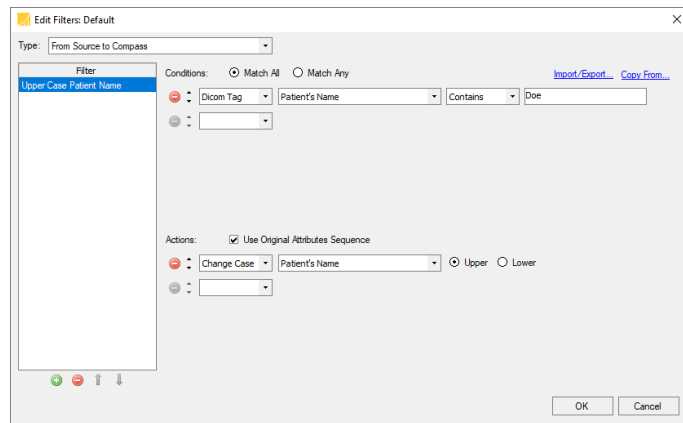 Edit Filters: Default
Type: From Source to Compass
Filter
Upper Case Patient Name
Conditions: Match All Match Any Import/Export... Copy From...
Dicom Tag Patient's Name Contains Doe
Actions: Use Original Attributes Sequence
Change Case Patient's Name Upper Lower
OK Cancel